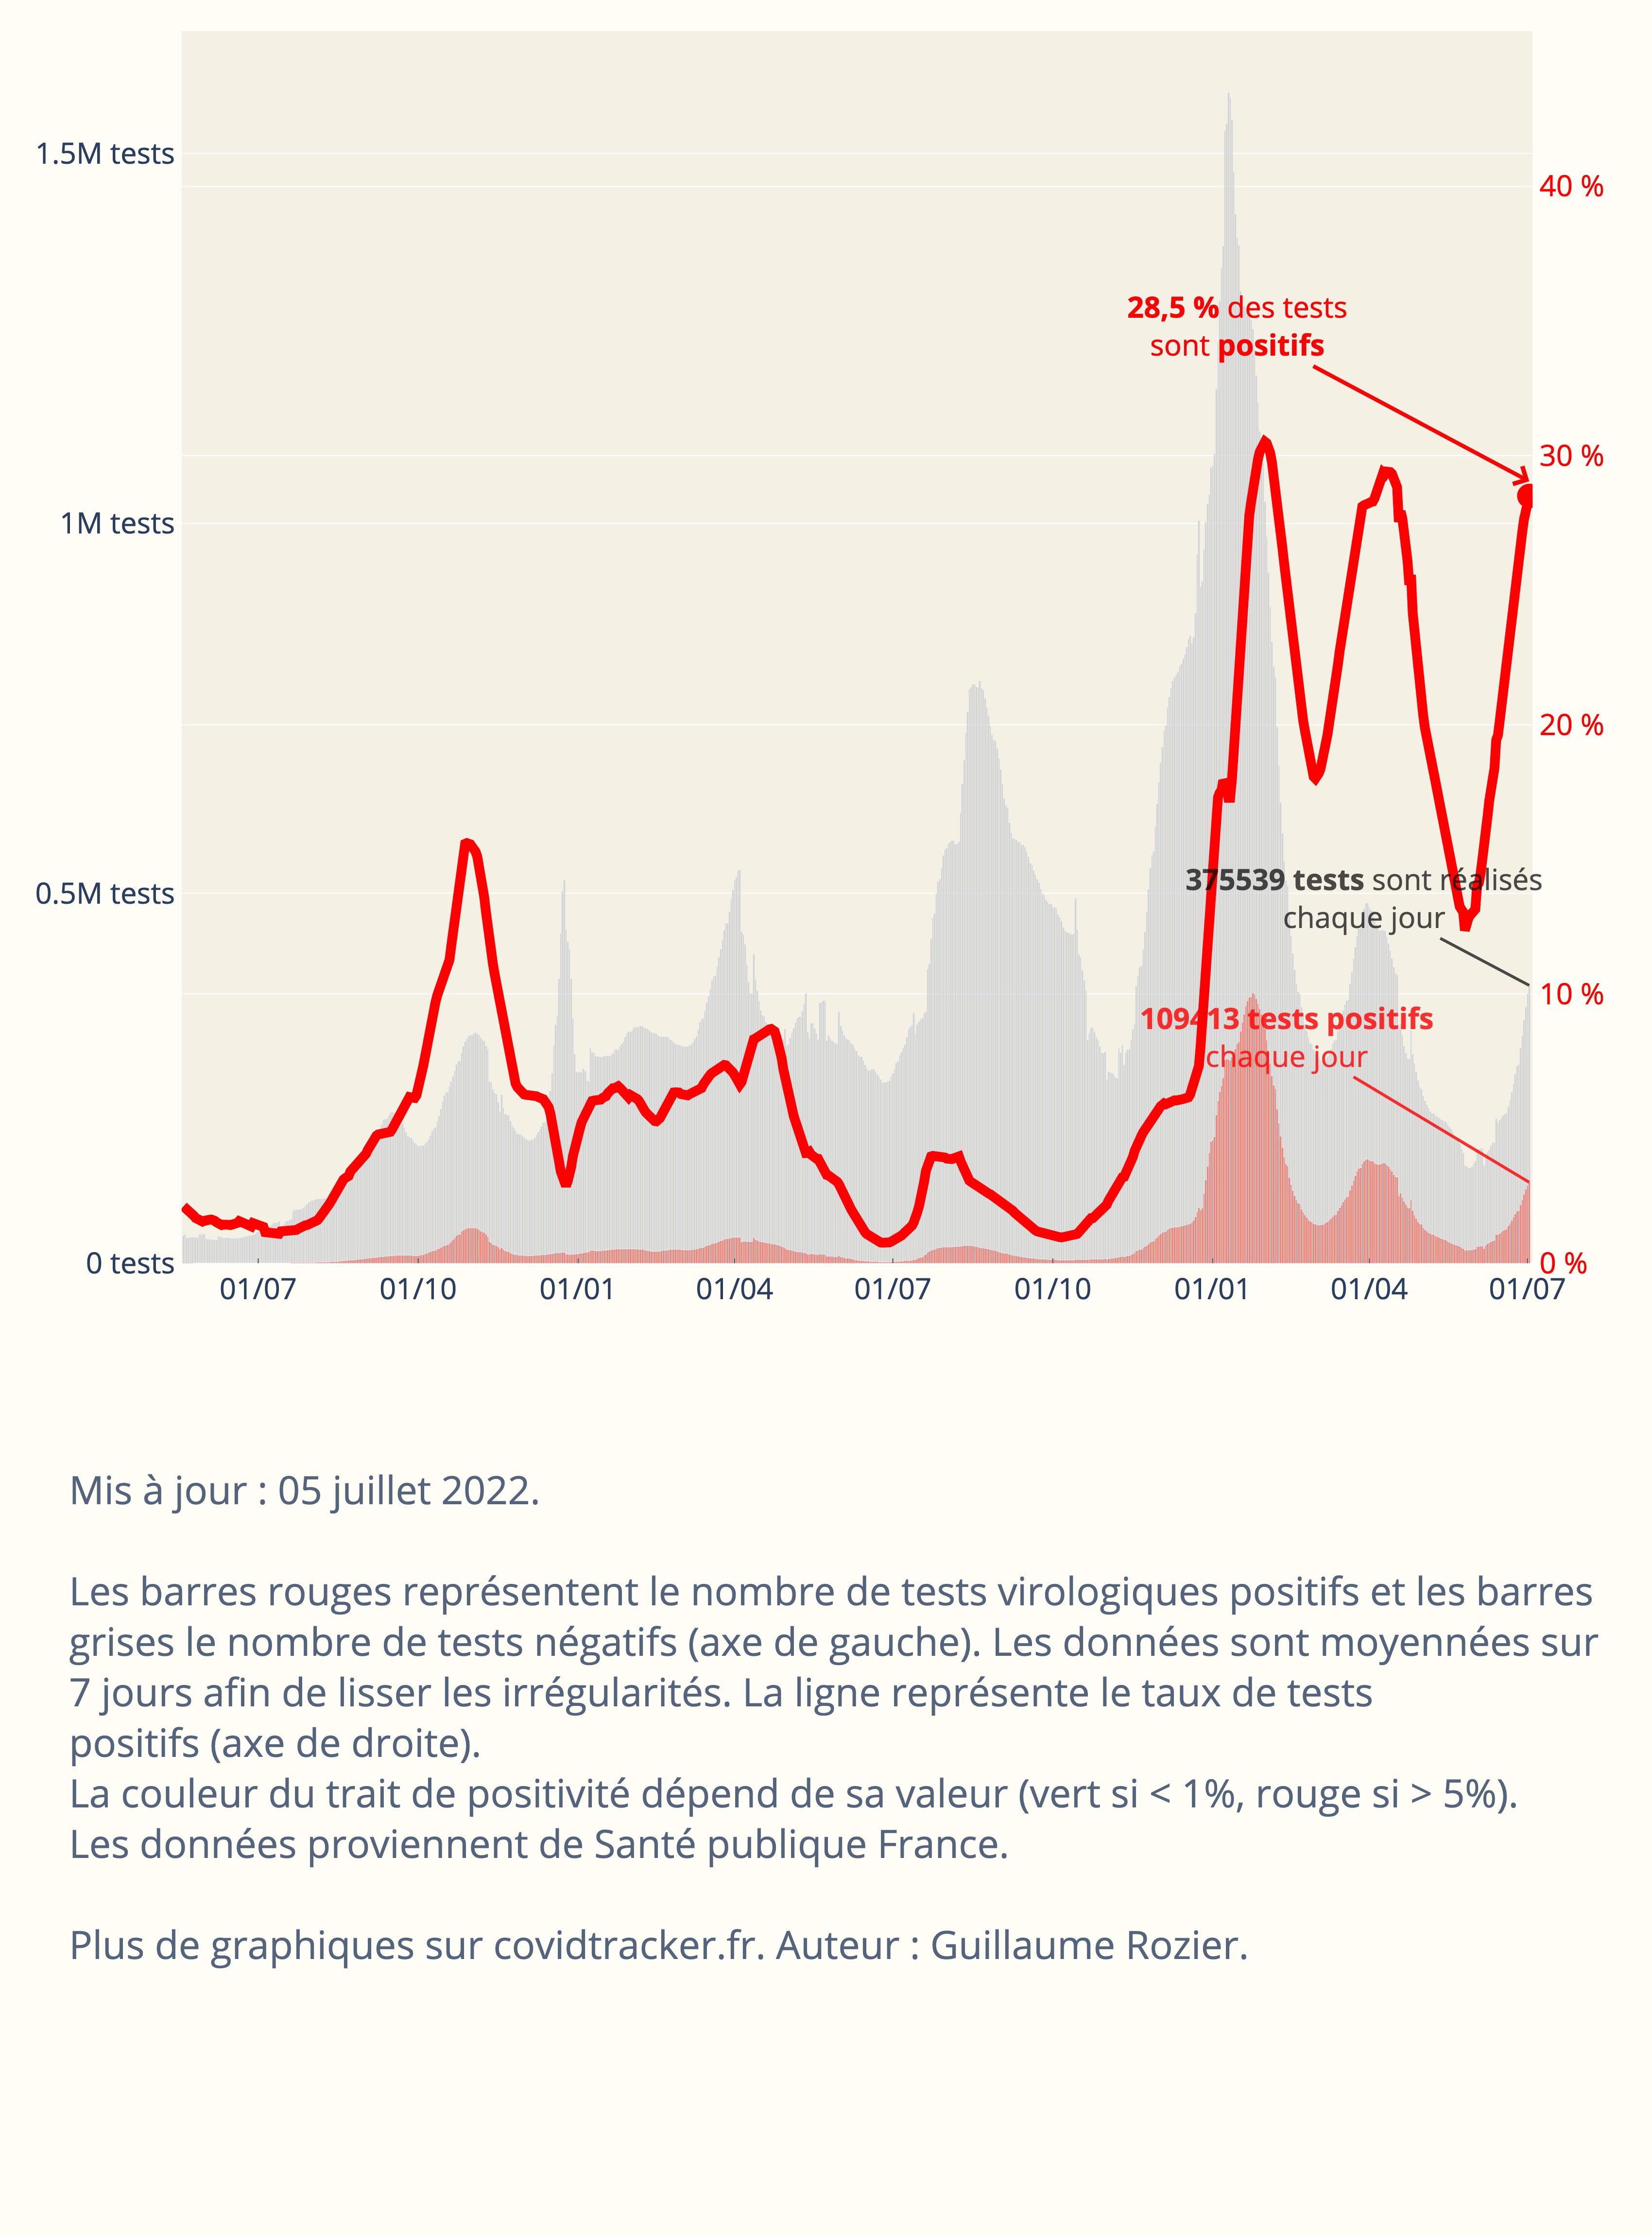 1.5M tests
40 %
28,5 % des tests
sont positifs
30 %
1M tests
20 %
375539 tests sont réalisés
chaque jour
0.5M tests
10 %
109413 tests positifs
chaque jour
0 tests
0 %
01/07 01/10 01/01 01/04 01/07 01/10 01/01 01/04 01/07
Mis à jour : 05 juillet 2022.
Les barres rouges représentent le nombre de tests virologiques positifs et les barres
grises le nombre de tests négatifs (axe de gauche). Les données sont moyennées sur
7 jours afin de lisser les irrégularités. La ligne représente le taux de tests
positifs (axe de droite).
La couleur du trait de positivité dépend de sa valeur (vert si < 1%, rouge si > 5%).
Les données proviennent de Santé publique France.
Plus de graphiques sur covidtracker.fr. Auteur : Guillaume Rozier.